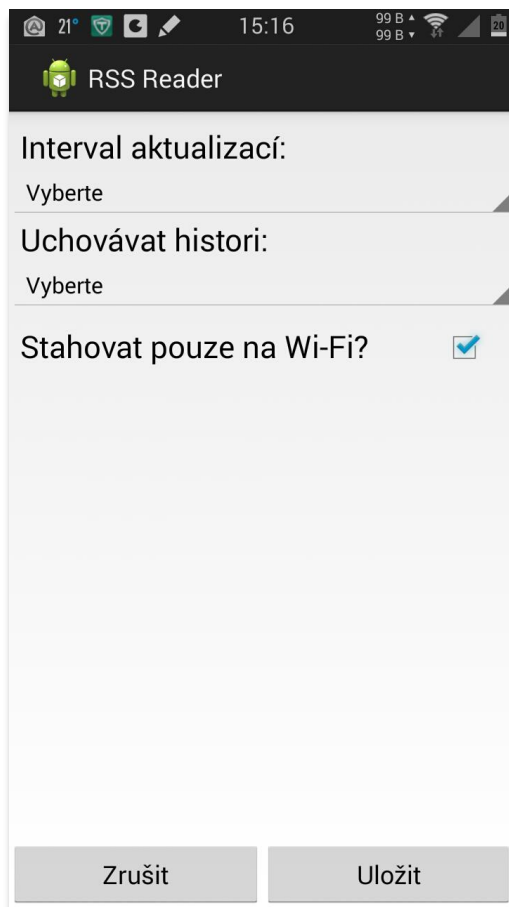 21°
15:16
99 B
99 B
20
RSS Reader
Interval aktualizací:
Vyberte
Uchovávat histori:
Vyberte
Stahovat pouze na Wi-Fi?
Zrušit
Uložit